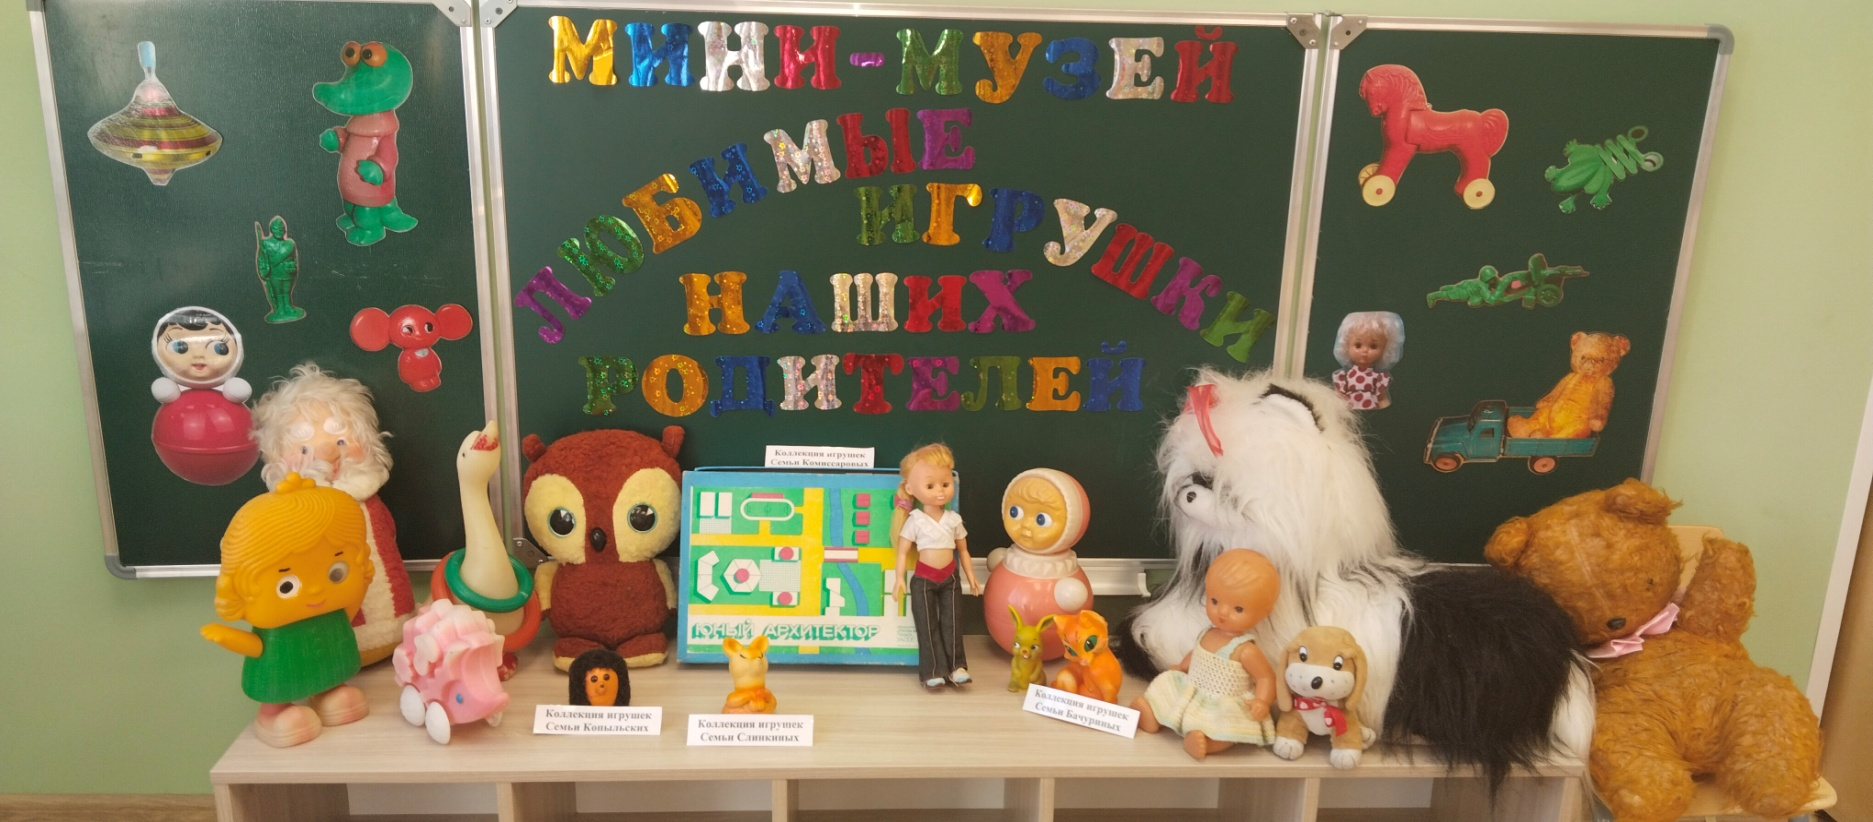 МИНИ-МУЗЕЙ
ЛЮБИМЫЕ
ИГРУШКИ
НАШИХ
РОДИТЕЛЕЙ
Коллекция игрушек
Семьи Комиссаровых
ЮНЫЙ АРХИТЕКТОР
Коллекция игрушек
Семьи Копыльских
Коллекция игрушек
Семьи Слинкиных
Коллекция игрушек
Семьи Бачуриных